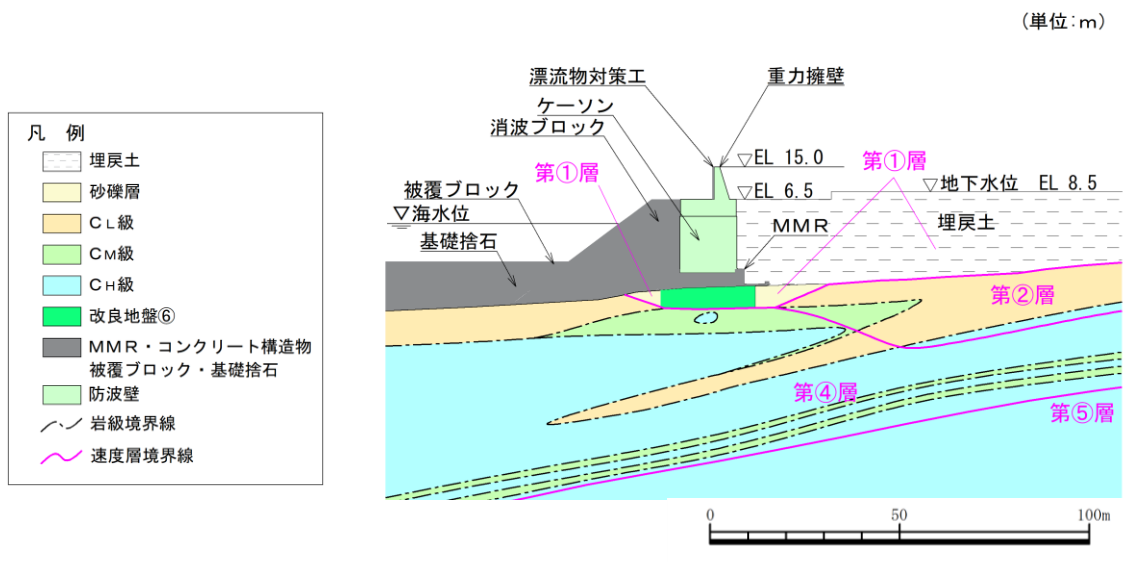 (単位:m)
漂流物対策工
重力擁壁
ケーソン
消波ブロック
▽EL 15.0
第①層
第①層
被覆ブロック
▽EL 6.5
▽地下水位 EL 8.5
▽海水位
埋戻土
基礎捨石
MMR
第②層
第④層
第⑤層
凡 例
埋戻土
砂礫層
CL級
CM級
CH級
改良地盤⑥
MMR・コンクリート構造物
被覆ブロック・基礎捨石
防波壁
岩級境界線
速度層境界線
0 50 100m